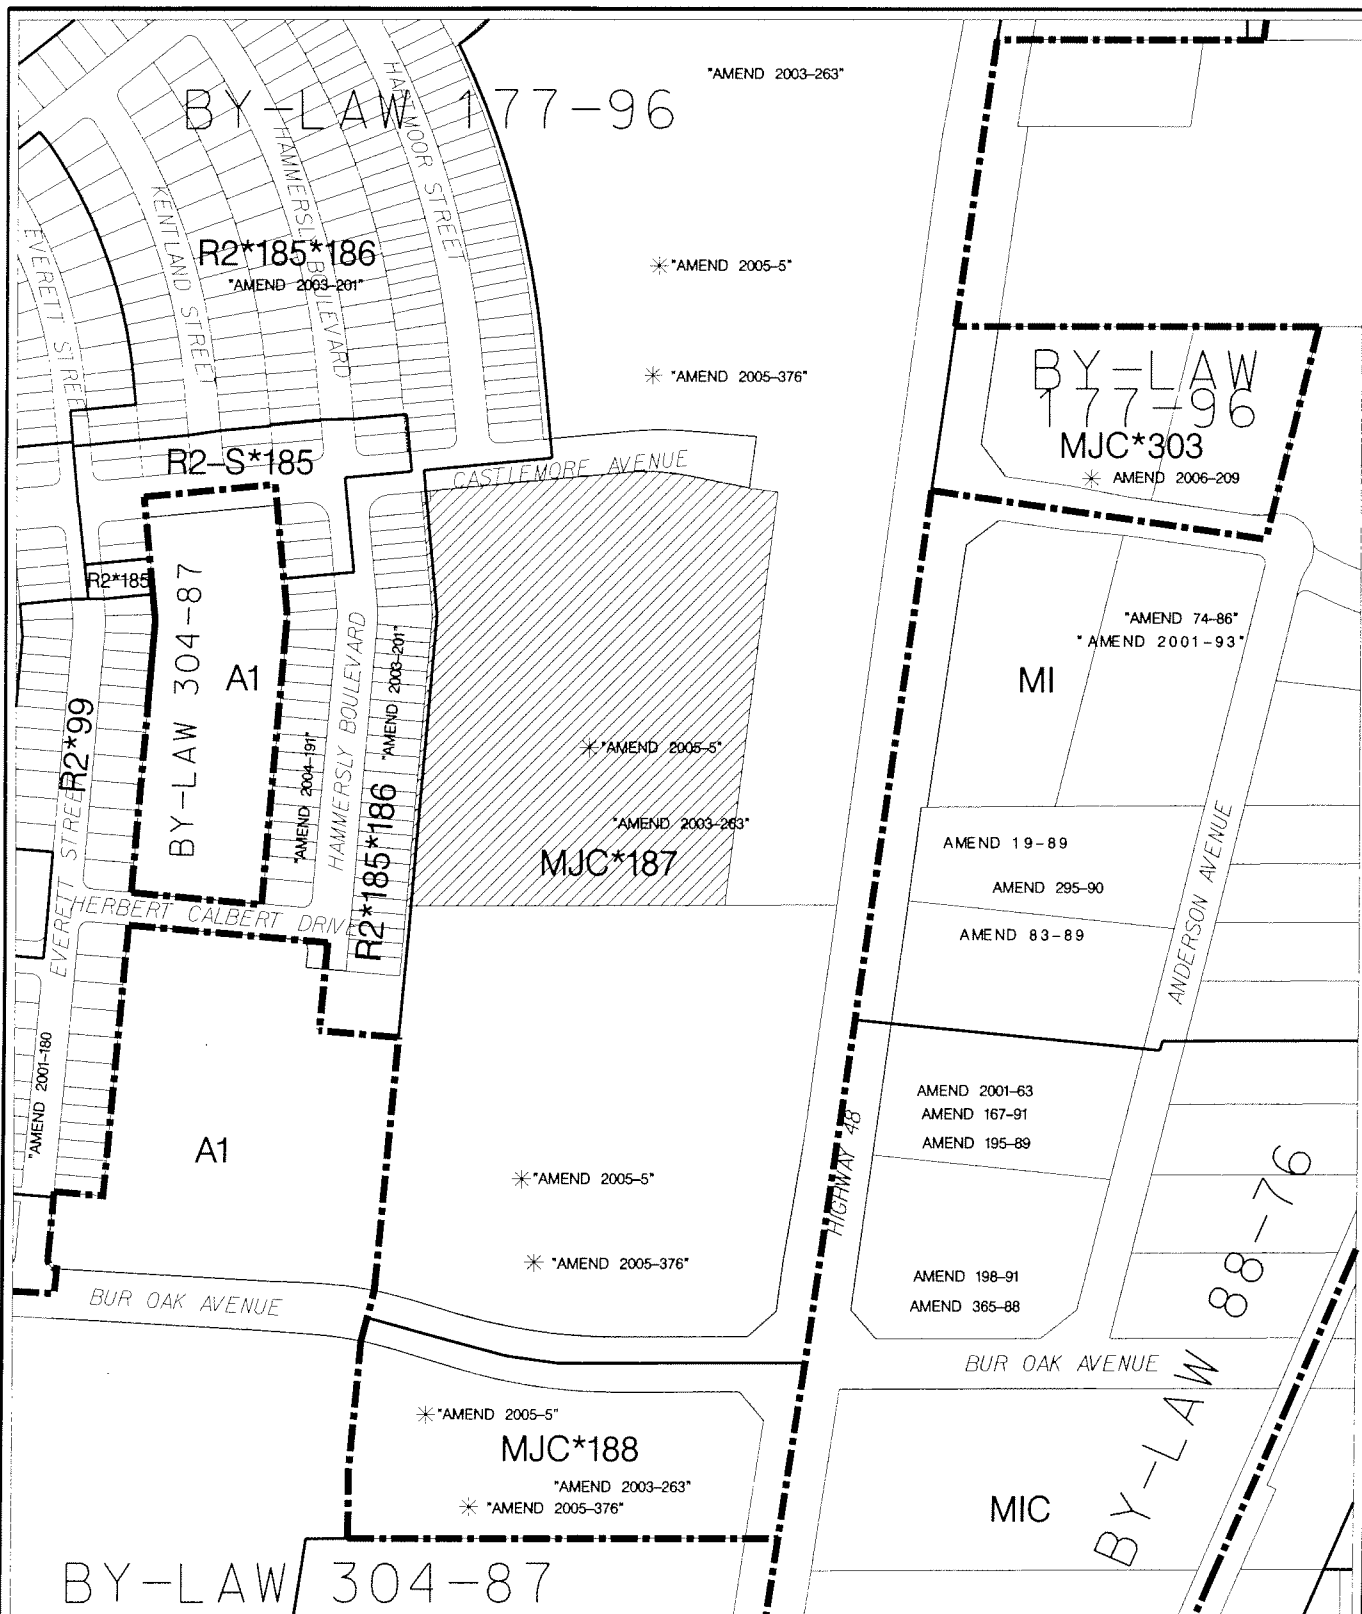 "AMEND 2003-263"
BY-LAW 177-96
HARTMOOR STREET
HAMMERSLY BOULEVARD
KENTLAND STREET
EVERETT STREET
R2*185*186
"AMEND 2003-201"
"AMEND 2005-5"
"AMEND 2005-376"
BY-LAW
177-96
MJC*303
AMEND 2006-209
R2-S*185
CASTLEMORE AVENUE
R2*185
BY-LAW 304-87
A1
HAMMERSLY BOULEVARD
"AMEND 2003-201"
"AMEND 2004-191"
R2*185*186
R2*99
EVERETT STREET
"AMEND 74-86"
"AMEND 2001-93"
MI
"AMEND 2005-5"
"AMEND 2003-263"
MJC*187
AMEND 19-89
AMEND 295-90
AMEND 83-89
ANDERSON AVENUE
HERBERT CALBERT DRIVE
"AMEND 2001-180
A1
AMEND 2001-63
AMEND 167-91
AMEND 195-89
HIGHWAY 48
"AMEND 2005-5"
"AMEND 2005-376"
AMEND 198-91
AMEND 365-88
BUR OAK AVENUE
BUR OAK AVENUE
BY-LAW 88-76
"AMEND 2005-5"
MJC*188
"AMEND 2003-263"
"AMEND 2005-376"
MIC
BY-LAW 304-87